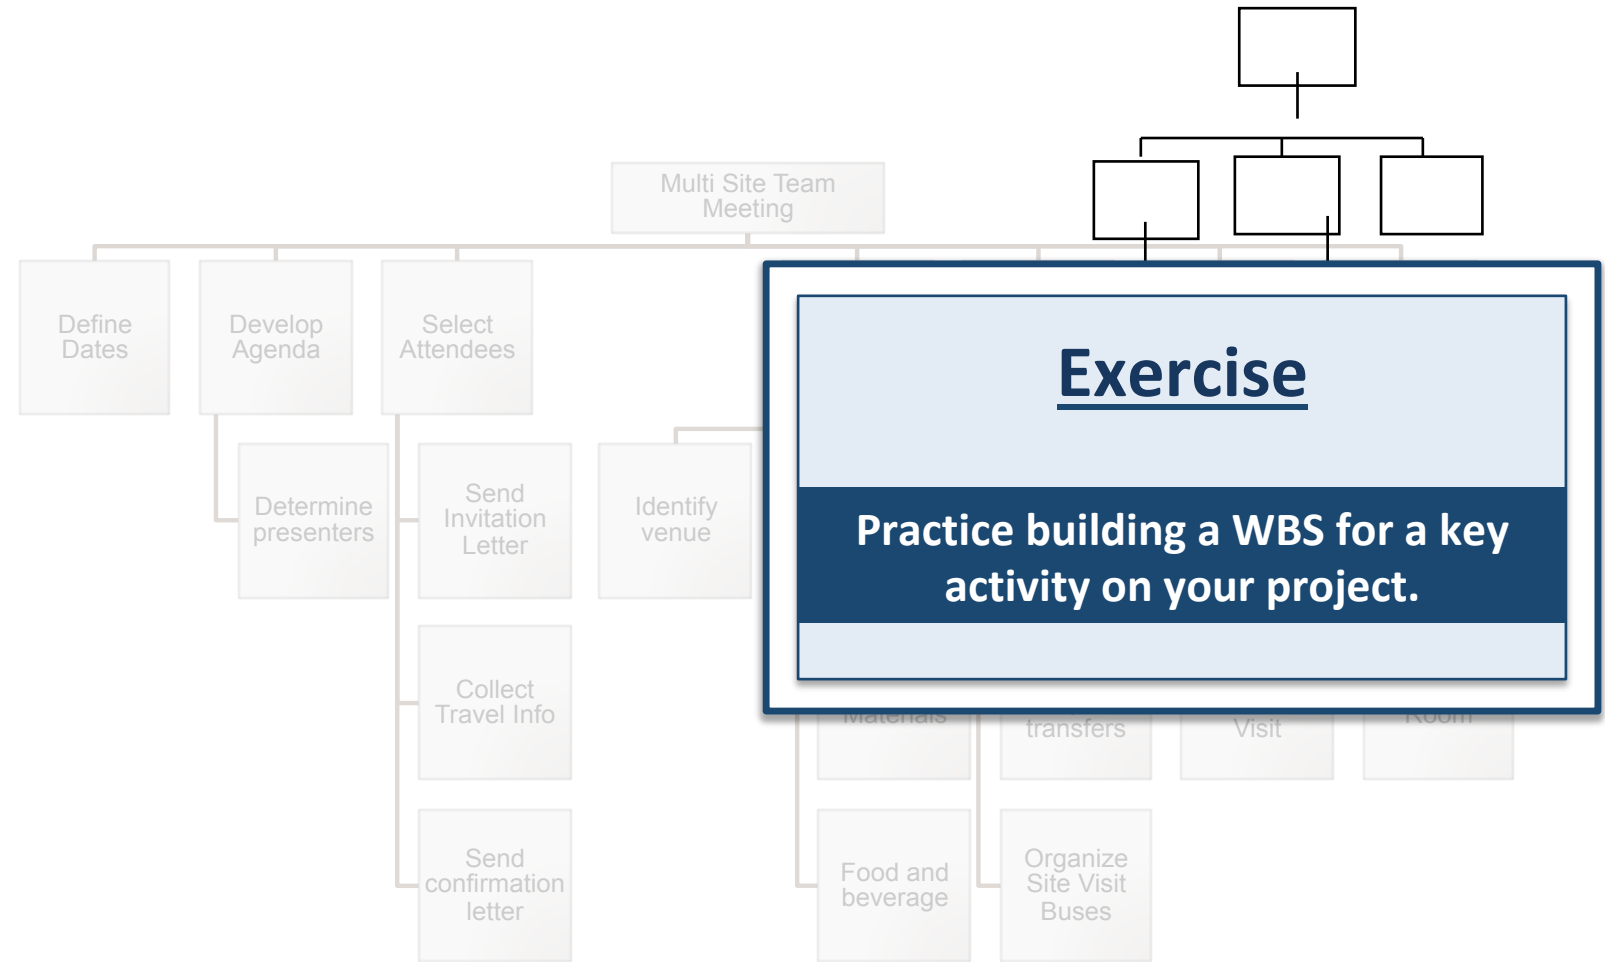 Multi Site Team
Meeting
Define
Dates
Develop
Agenda
Select
Attendees
Exercise
Practice building a WBS for a key
activity on your project.
Determine
presenters
Send
Invitation
Letter
Identify
venue
Collect
Travel Info
Materials
transfers
Visit
Room
Send
confirmation
letter
Food and
beverage
Organize
Site Visit
Buses